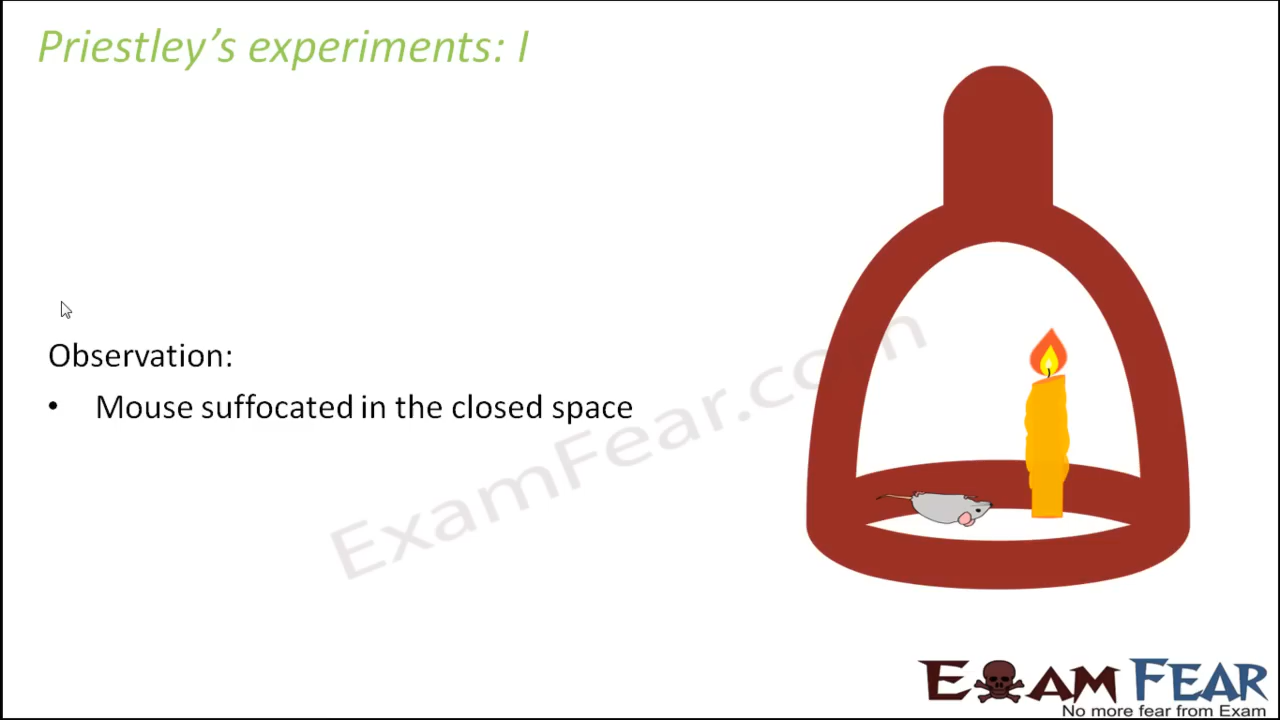 Priestley's experiments: I
Observation:
• Mouse suffocated in the closed space
ExamFear.com
EXAM FEAR
No more fear from Exam